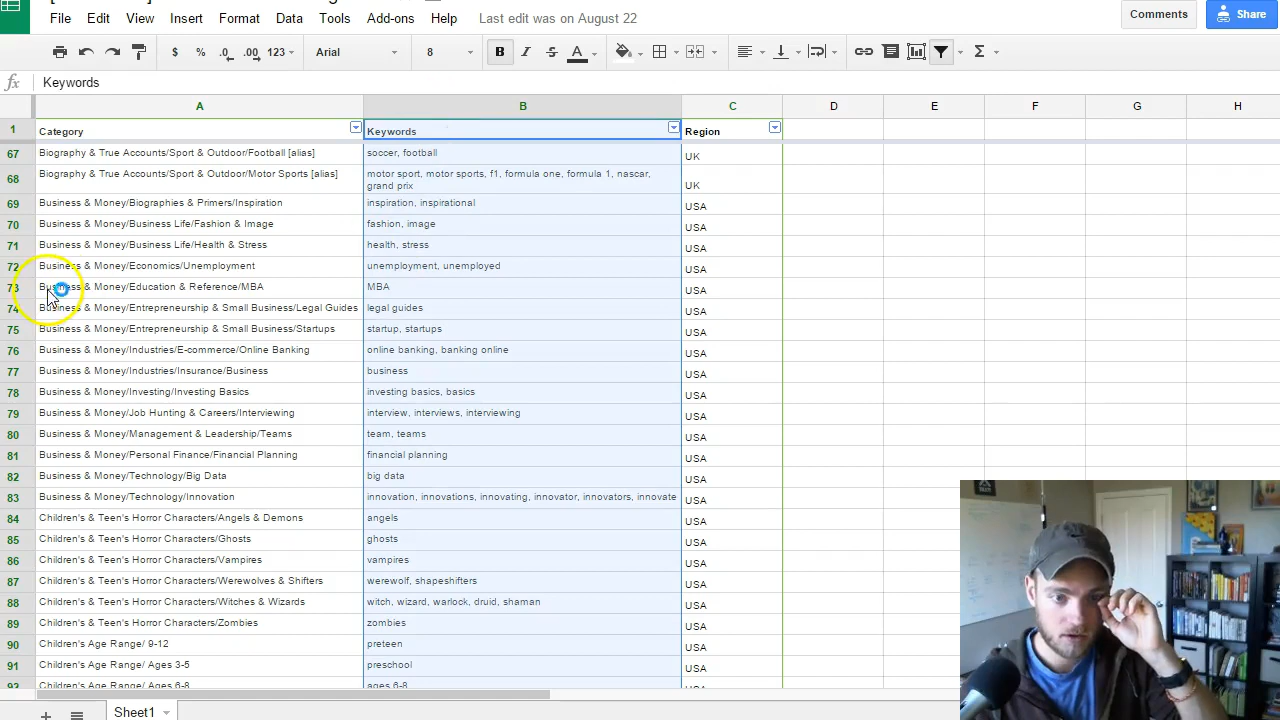 File Edit View Insert Format Data Tools Add-ons Help Last edit was on August 22 Comments Share
$ % .0 .00 123 Arial 8 B I S A Σ
fx Keywords
A B C D E F G H
1 Category Keywords Region
67 Biography & True Accounts/Sport & Outdoor/Football [alias] soccer, football UK
68 Biography & True Accounts/Sport & Outdoor/Motor Sports [alias] motor sport, motor sports, f1, formula one, formula 1, nascar,
grand prix UK
69 Business & Money/Biographies & Primers/Inspiration inspiration, inspirational USA
70 Business & Money/Business Life/Fashion & Image fashion, image USA
71 Business & Money/Business Life/Health & Stress health, stress USA
72 Business & Money/Economics/Unemployment unemployment, unemployed USA
73 Business & Money/Education & Reference/MBA MBA USA
74 Business & Money/Entrepreneurship & Small Business/Legal Guides legal guides USA
75 Business & Money/Entrepreneurship & Small Business/Startups startup, startups USA
76 Business & Money/Industries/E-commerce/Online Banking online banking, banking online USA
77 Business & Money/Industries/Insurance/Business business USA
78 Business & Money/Investing/Investing Basics investing basics, basics USA
79 Business & Money/Job Hunting & Careers/Interviewing interview, interviews, interviewing USA
80 Business & Money/Management & Leadership/Teams team, teams USA
81 Business & Money/Personal Finance/Financial Planning financial planning USA
82 Business & Money/Technology/Big Data big data USA
83 Business & Money/Technology/Innovation innovation, innovations, innovating, innovator, innovators, innovate USA
84 Children's & Teen's Horror Characters/Angels & Demons angels USA
85 Children's & Teen's Horror Characters/Ghosts ghosts USA
86 Children's & Teen's Horror Characters/Vampires vampires USA
87 Children's & Teen's Horror Characters/Werewolves & Shifters werewolf, shapeshifters USA
88 Children's & Teen's Horror Characters/Witches & Wizards witch, wizard, warlock, druid, shaman USA
89 Children's & Teen's Horror Characters/Zombies zombies USA
90 Children's Age Range/ 9-12 preteen USA
91 Children's Age Range/ Ages 3-5 preschool USA
92 Children's Age Range/ Ages 6-8 ages 6-8 USA
Sheet1